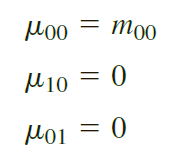 μ₀₀ = m₀₀
μ₁₀ = 0
μ₀₁ = 0